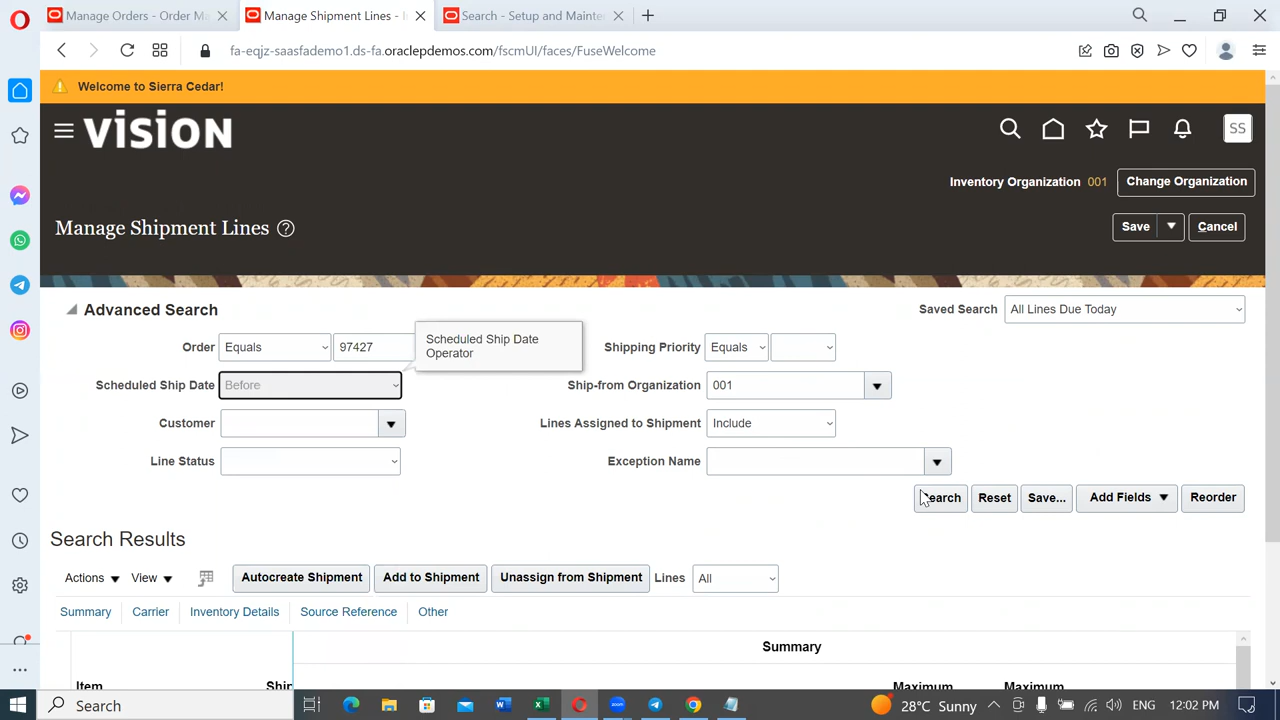 Manage Orders - Order Ma
Manage Shipment Lines - I
Search - Setup and Mainte
fa-eqjz-saasfademo1.ds-fa.oraclepdemos.com/fscmUI/faces/FuseWelcome
Welcome to Sierra Cedar!
VISION
SS
Inventory Organization 001 Change Organization
Manage Shipment Lines ?
Save Cancel
Advanced Search
Saved Search All Lines Due Today
Order Equals 97427
Scheduled Ship Date Operator
Shipping Priority Equals
Scheduled Ship Date Before
Ship-from Organization 001
Customer
Lines Assigned to Shipment Include
Line Status
Exception Name
Search Reset Save... Add Fields Reorder
Search Results
Actions View Autocreate Shipment Add to Shipment Unassign from Shipment Lines All
Summary Carrier Inventory Details Source Reference Other
Summary
Item Ship Maximum Maximum
Search
28°C Sunny ENG 12:02 PM